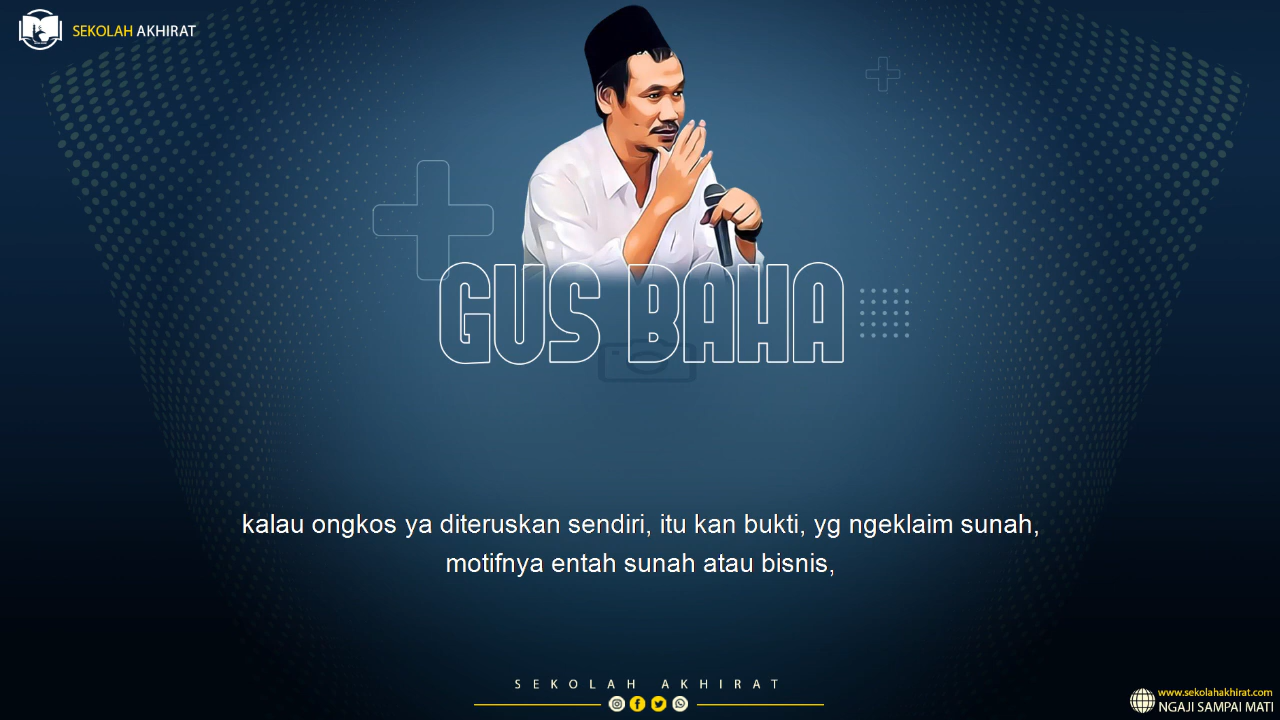 SEKOLAH AKHIRAT
GUS BAHA
kalau ongkos ya diteruskan sendiri, itu kan bukti, yg ngeklaim sunah,
motifnya entah sunah atau bisnis,
SEKOLAH AKHIRAT
www.sekolahakhirat.com
NGAJI SAMPAI MATI